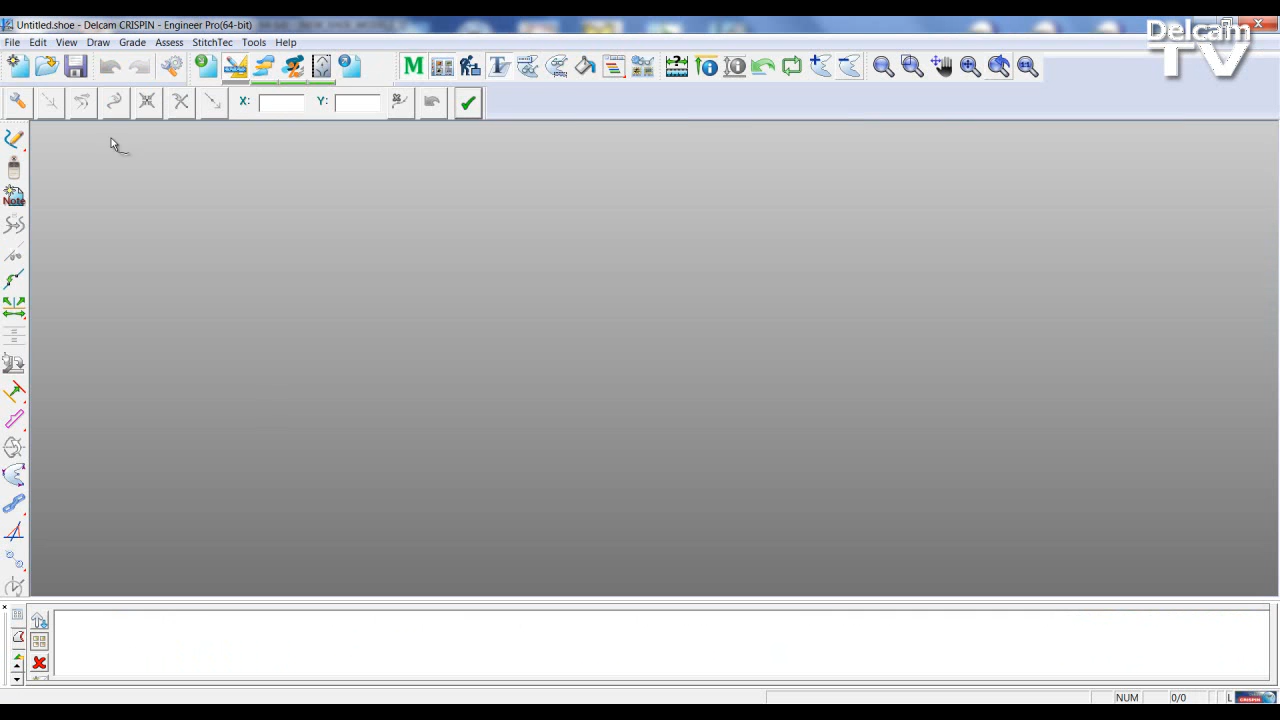 Untitled.shoe - Delcam CRISPIN - Engineer Pro(64-bit)
Delcam
TV
File Edit View Draw Grade Assess StitchTec Tools Help
M
X: Y:
Note
NUM 0/0 L CRISPIN